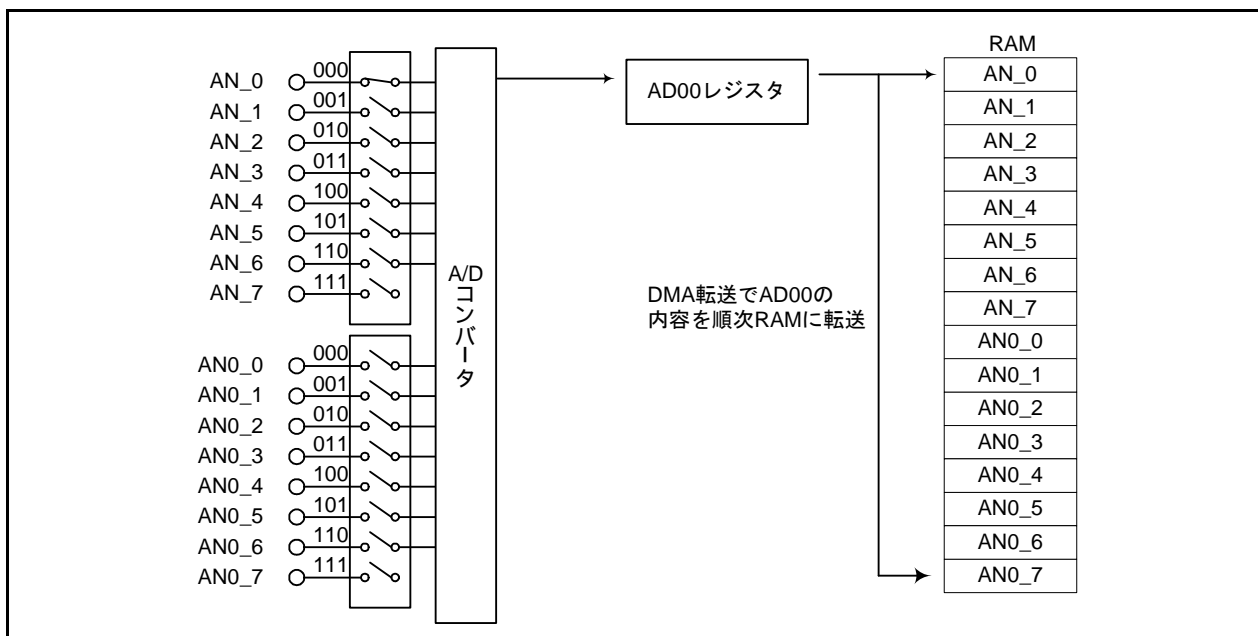 AN_0 000
AN_1 001
AN_2 010
AN_3 011
AN_4 100
AN_5 101
AN_6 110
AN_7 111
AN0_0 000
AN0_1 001
AN0_2 010
AN0_3 011
AN0_4 100
AN0_5 101
AN0_6 110
AN0_7 111
A/D
コンバータ
AD00レジスタ
DMA転送でAD00の
内容を順次RAMに転送
RAM
AN_0
AN_1
AN_2
AN_3
AN_4
AN_5
AN_6
AN_7
AN0_0
AN0_1
AN0_2
AN0_3
AN0_4
AN0_5
AN0_6
AN0_7